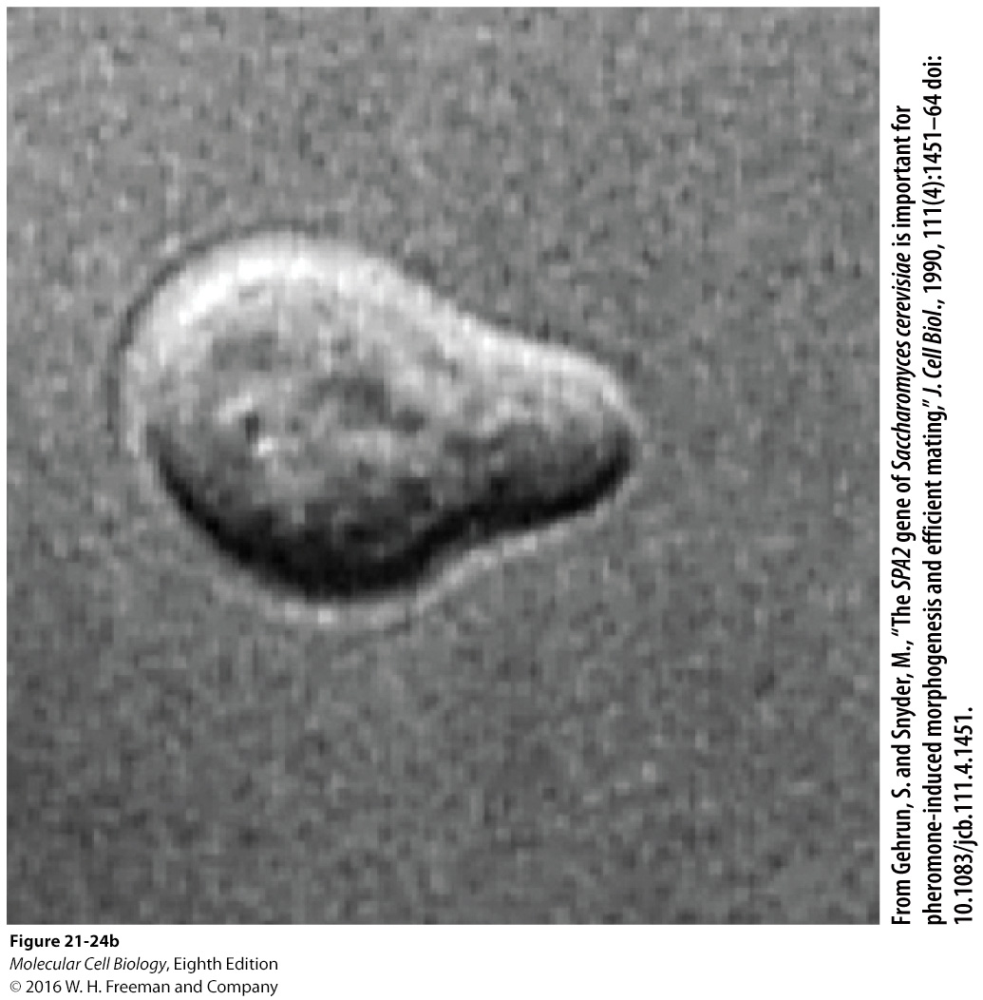 From Gehrun, S. and Snyder, M., “The SPA2 gene of Saccharomyces cerevisiae is important for
pheromone-induced morphogenesis and efficient mating,” J. Cell Biol., 1990, 111(4):1451–64 doi:
10.1083/jcb.111.4.1451.
Figure 21-24b
Molecular Cell Biology, Eighth Edition
© 2016 W. H. Freeman and Company